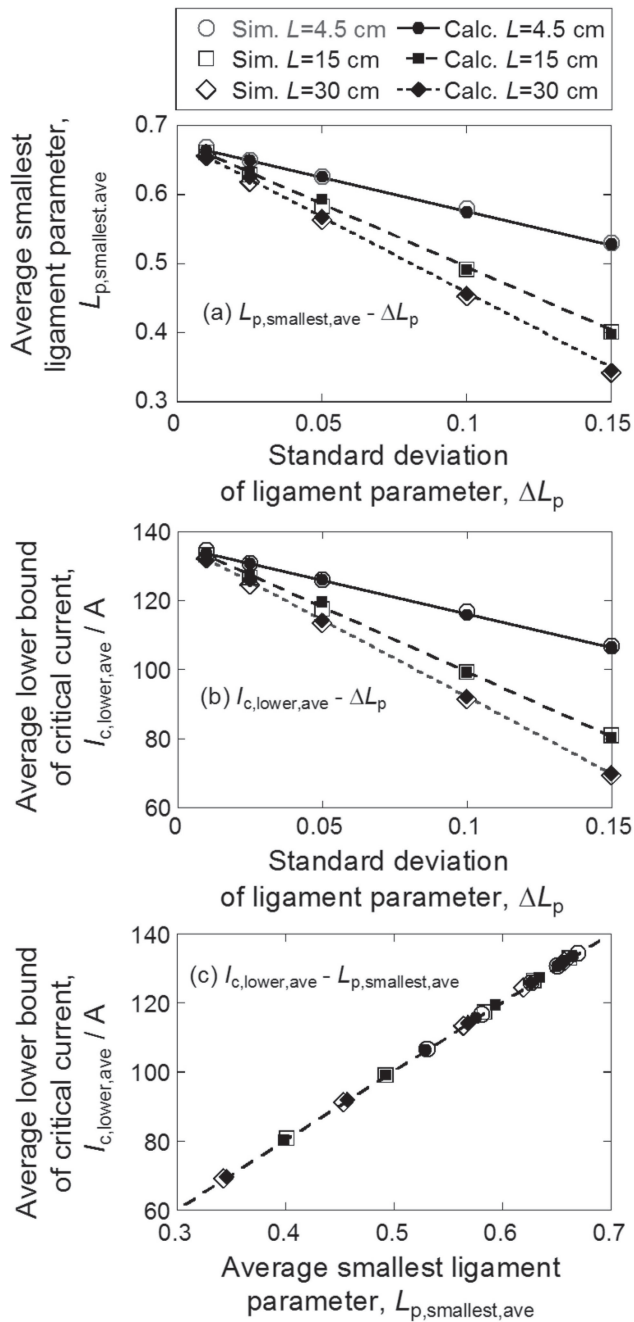 Sim. L=4.5 cm Calc. L=4.5 cm
Sim. L=15 cm Calc. L=15 cm
Sim. L=30 cm Calc. L=30 cm
Average smallest
ligament parameter,
Lp,smallest.ave
0.7
0.6
0.5
0.4
0.3
(a) Lp,smallest,ave - ΔLp
0 0.05 0.1 0.15
Standard deviation
of ligament parameter, ΔLp
Average lower bound
of critical current,
Ic,lower,ave / A
140
120
100
80
60
(b) Ic,lower,ave - ΔLp
0 0.05 0.1 0.15
Standard deviation
of ligament parameter, ΔLp
Average lower bound
of critical current,
Ic,lower,ave / A
140
120
100
80
60
(c) Ic,lower,ave - Lp,smallest,ave
0.3 0.4 0.5 0.6 0.7
Average smallest ligament
parameter, Lp,smallest,ave